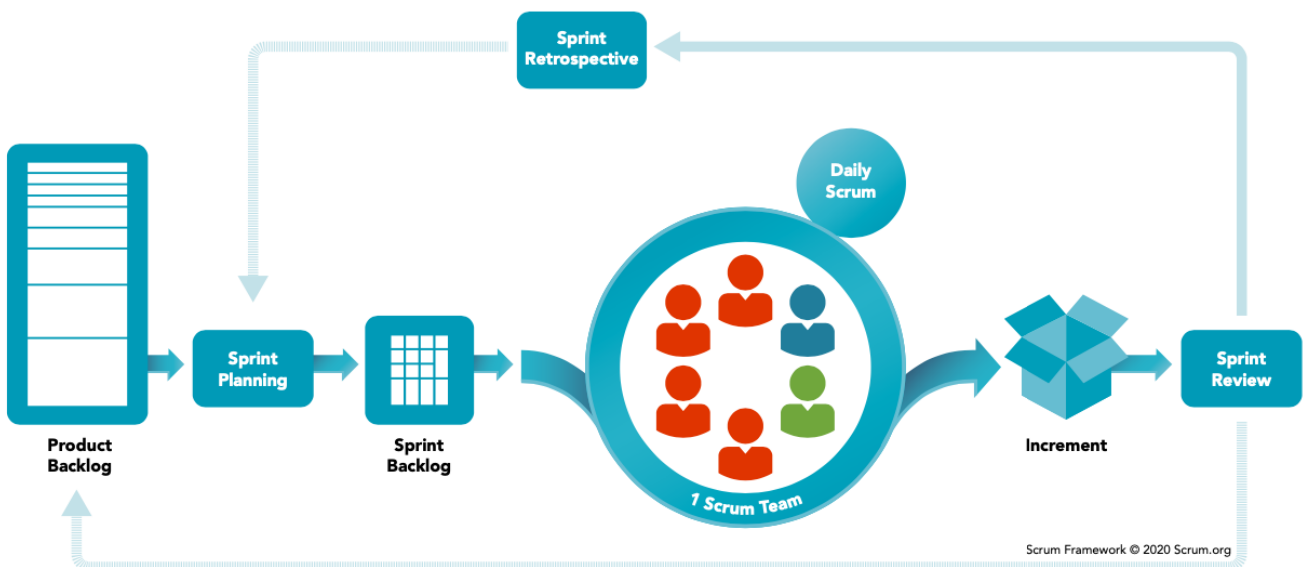 Sprint
Retrospective
Daily
Scrum
Sprint
Planning
Sprint
Review
Product
Backlog
Sprint
Backlog
Increment
1 Scrum Team
Scrum Framework © 2020 Scrum.org